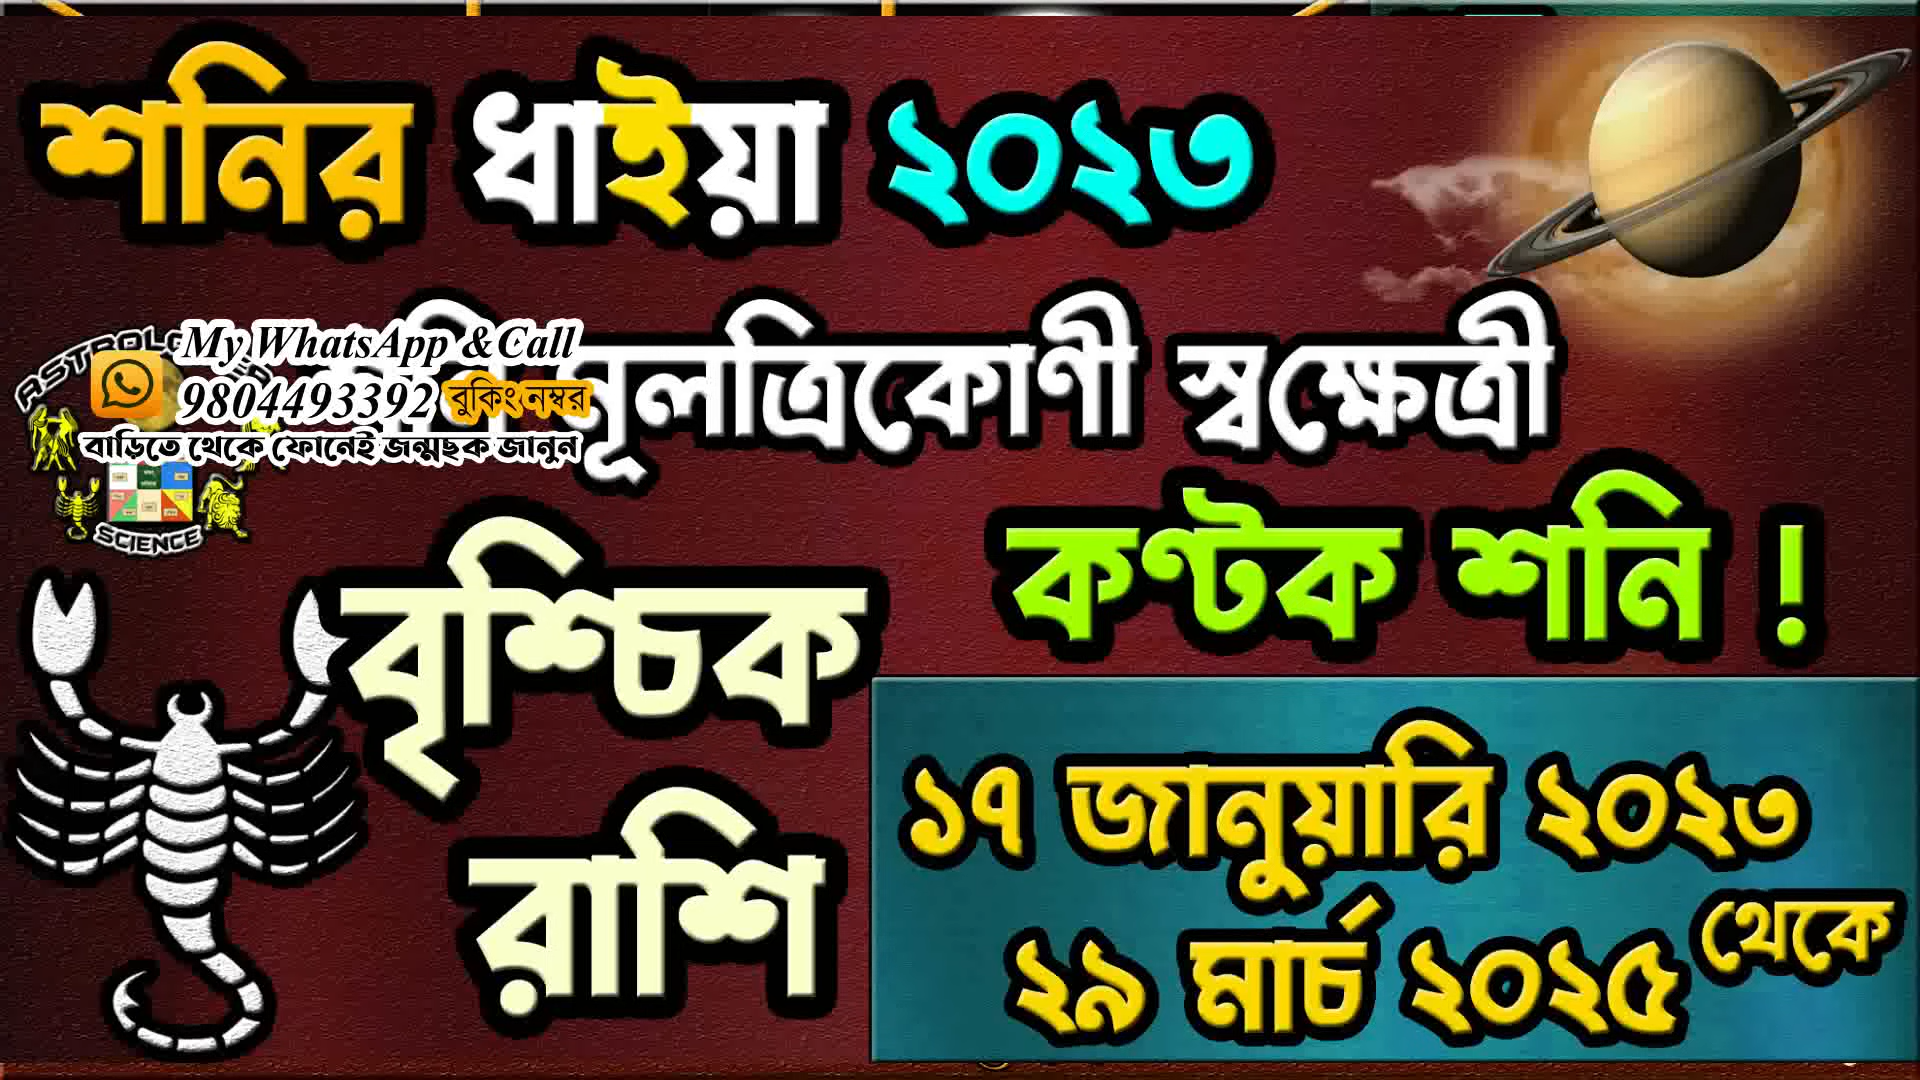 শনির ধাইয়া ২০২৩
মূলত্রিকোণী স্বক্ষেত্রী
My WhatsApp & Call
9804493392 বুকিং নম্বর
বাড়িতে থেকে ফোনেই জন্মছক জানুন
SCIENCE
কণ্টক শনি !
বৃশ্চিক
রাশি
১৭ জানুয়ারি ২০২৩
থেকে
২৯ মার্চ ২০২৫